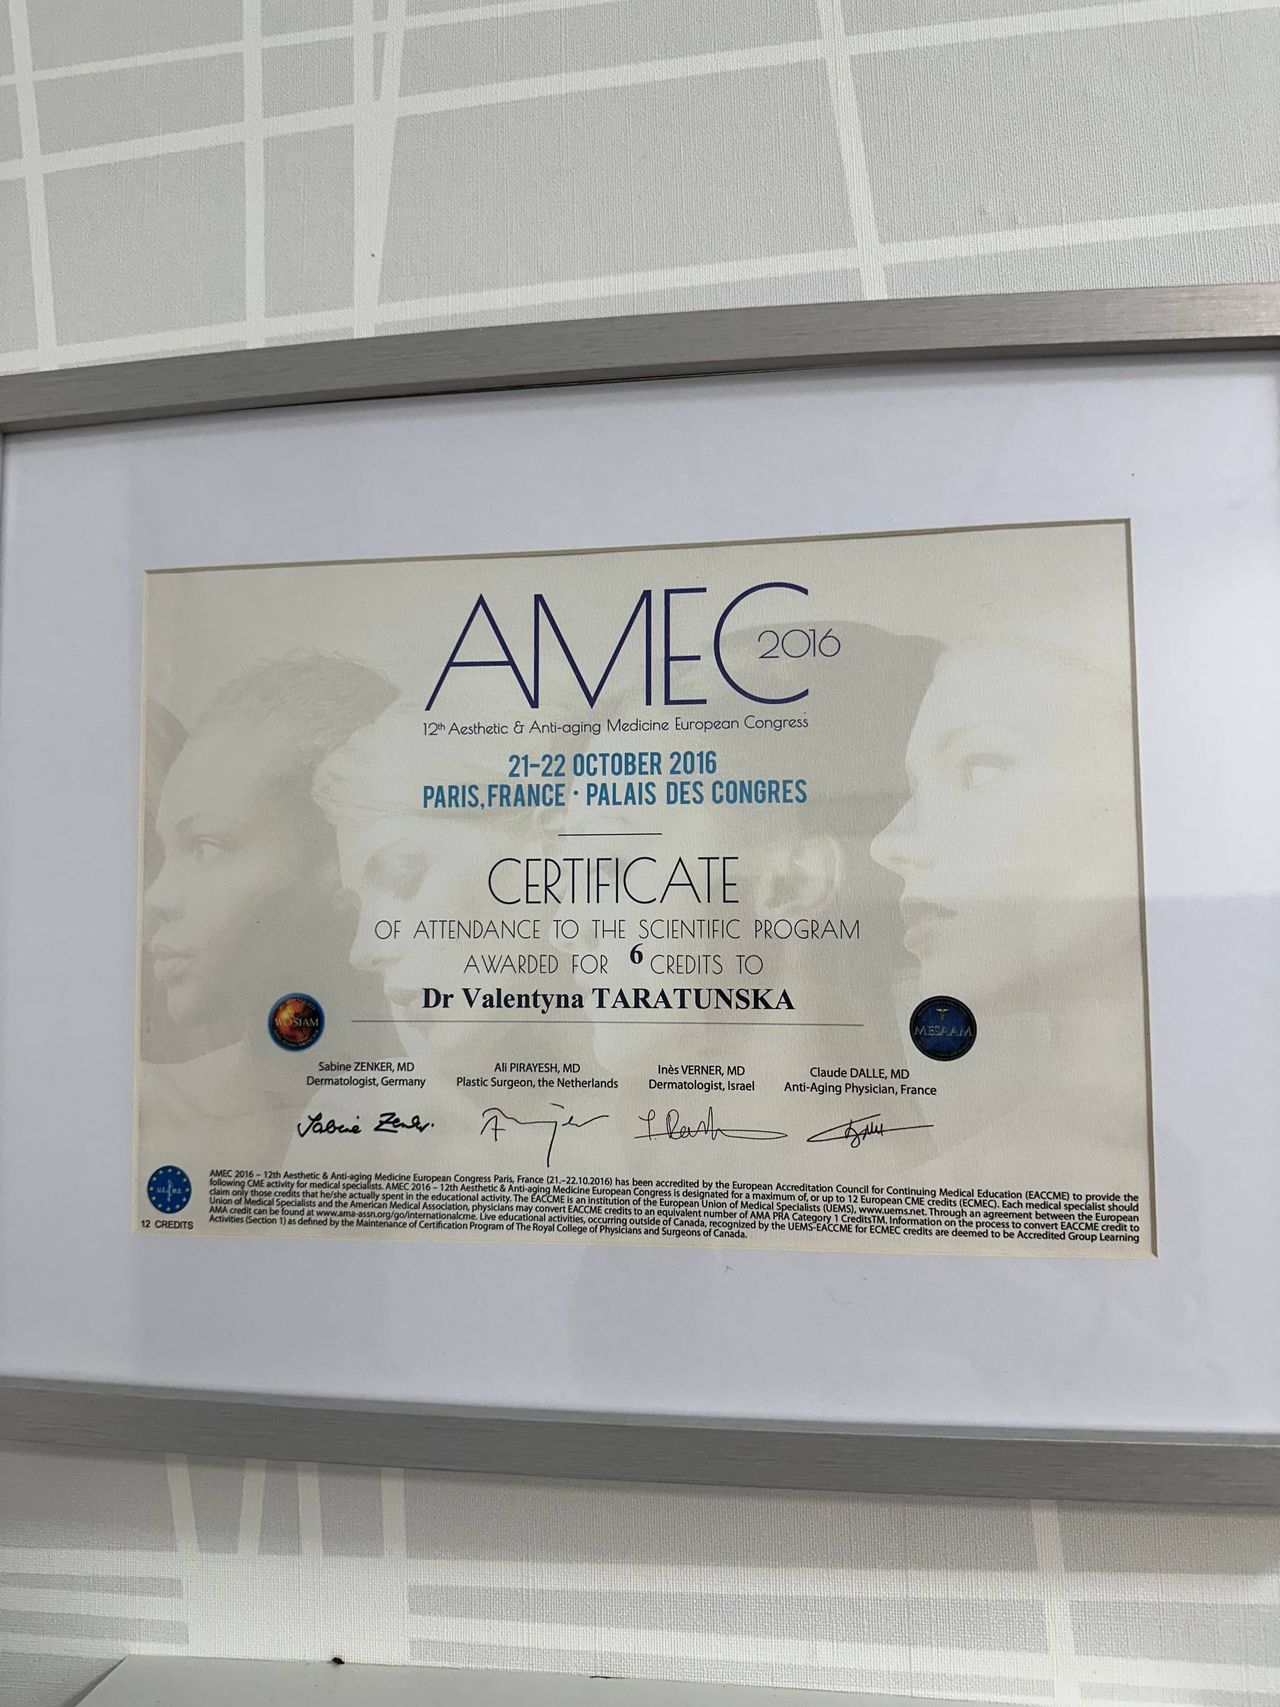 AMEC 2016
12th Aesthetic & Anti-aging Medicine European Congress
21-22 OCTOBER 2016
PARIS, FRANCE · PALAIS DES CONGRES
CERTIFICATE
OF ATTENDANCE TO THE SCIENTIFIC PROGRAM
AWARDED FOR 6 CREDITS TO
Dr Valentyna TARATUNSKA
WOSIAM
MESAAM
Sabine ZENKER, MD
Dermatologist, Germany
Ali PIRAYESH, MD
Plastic Surgeon, the Netherlands
Inès VERNER, MD
Dermatologist, Israel
Claude DALLE, MD
Anti-Aging Physician, France
Sabine Zenker.
12 CREDITS
AMEC 2016 – 12th Aesthetic & Anti-aging Medicine European Congress Paris, France (21.–22.10.2016) has been accredited by the European Accreditation Council for Continuing Medical Education (EACCME) to provide the
following CME activity for medical specialists. AMEC 2016 – 12th Aesthetic & Anti-aging Medicine European Congress is designated for a maximum of, or up to 12 European CME credits (ECMEC). Each medical specialist should
claim only those credits that he/she actually spent in the educational activity. The EACCME is an institution of the European Union of Medical Specialists (UEMS), www.uems.net. Through an agreement between the European
Union of Medical Specialists and the American Medical Association, physicians may convert EACCME credits to an equivalent number of AMA PRA Category 1 CreditsTM. Information on the process to convert EACCME credit to
AMA credit can be found at www.ama-assn.org/go/internationalcme. Live educational activities, occurring outside of Canada, recognized by the UEMS-EACCME for ECMEC credits are deemed to be Accredited Group Learning
Activities (Section 1) as defined by the Maintenance of Certification Program of The Royal College of Physicians and Surgeons of Canada.